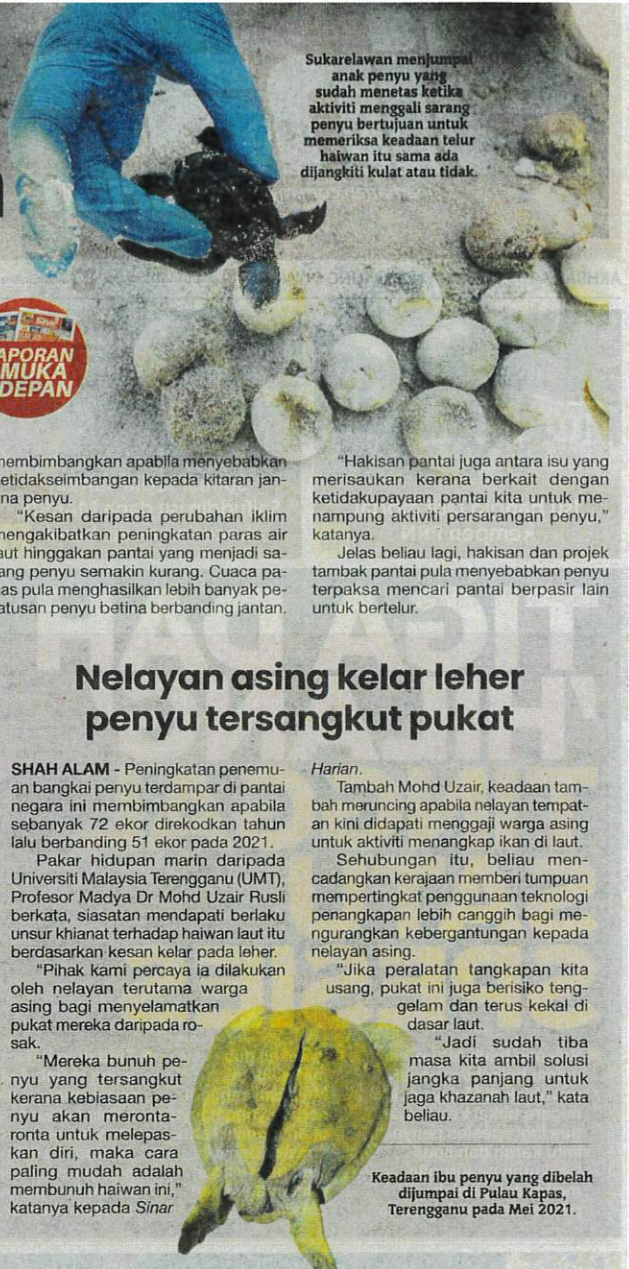 Sukarelawan menjumpai
anak penyu yang
sudah menetas ketika
aktiviti menggali sarang
penyu bertujuan untuk
memeriksa keadaan telur
haiwan itu sama ada
dijangkiti kulat atau tidak.
APORAN
MUKA
DEPAN
membimbangkan apabila menyebabkan
etidakseimbangan kepada kitaran jan-
na penyu.
"Kesan daripada perubahan iklim
mengakibatkan peningkatan paras air
aut hinggakan pantai yang menjadi sa-
ang penyu semakin kurang. Cuaca pa-
as pula menghasilkan lebih banyak pe-
atusan penyu betina berbanding jantan.
"Hakisan pantai juga antara isu yang
merisaukan kerana berkait dengan
ketidakupayaan pantai kita untuk me-
nampung aktiviti persarangan penyu,"
katanya.
Jelas beliau lagi, hakisan dan projek
tambak pantai pula menyebabkan penyu
terpaksa mencari pantai berpasir lain
untuk bertelur.
Nelayan asing kelar leher
penyu tersangkut pukat
SHAH ALAM - Peningkatan penemu-
an bangkai penyu terdampar di pantai
negara ini membimbangkan apabila
sebanyak 72 ekor direkodkan tahun
lalu berbanding 51 ekor pada 2021.
Pakar hidupan marin daripada
Universiti Malaysia Terengganu (UMT),
Profesor Madya Dr Mohd Uzair Rusli
berkata, siasatan mendapati berlaku
unsur khianat terhadap haiwan laut itu
berdasarkan kesan kelar pada leher.
"Pihak kami percaya ia dilakukan
oleh nelayan terutama warga
asing bagi menyelamatkan
pukat mereka daripada ro-
sak.
"Mereka bunuh pe-
nyu yang tersangkut
kerana kebiasaan pe-
nyu akan meronta-
ronta untuk melepas-
kan diri, maka cara
paling mudah adalah
membunuh haiwan ini,"
katanya kepada Sinar
Harian.
Tambah Mohd Uzair, keadaan tam-
bah meruncing apabila nelayan tempat-
an kini didapati menggaji warga asing
untuk aktiviti menangkap ikan di laut.
Sehubungan itu, beliau men-
cadangkan kerajaan memberi tumpuan
mempertingkat penggunaan teknologi
penangkapan lebih canggih bagi me-
ngurangkan kebergantungan kepada
nelayan asing.
"Jika peralatan tangkapan kita
usang, pukat ini juga berisiko teng-
gelam dan terus kekal di
dasar laut.
"Jadi sudah tiba
masa kita ambil solusi
jangka panjang untuk
jaga khazanah laut," kata
beliau.
Keadaan ibu penyu yang dibelah
dijumpai di Pulau Kapas,
Terengganu pada Mei 2021.